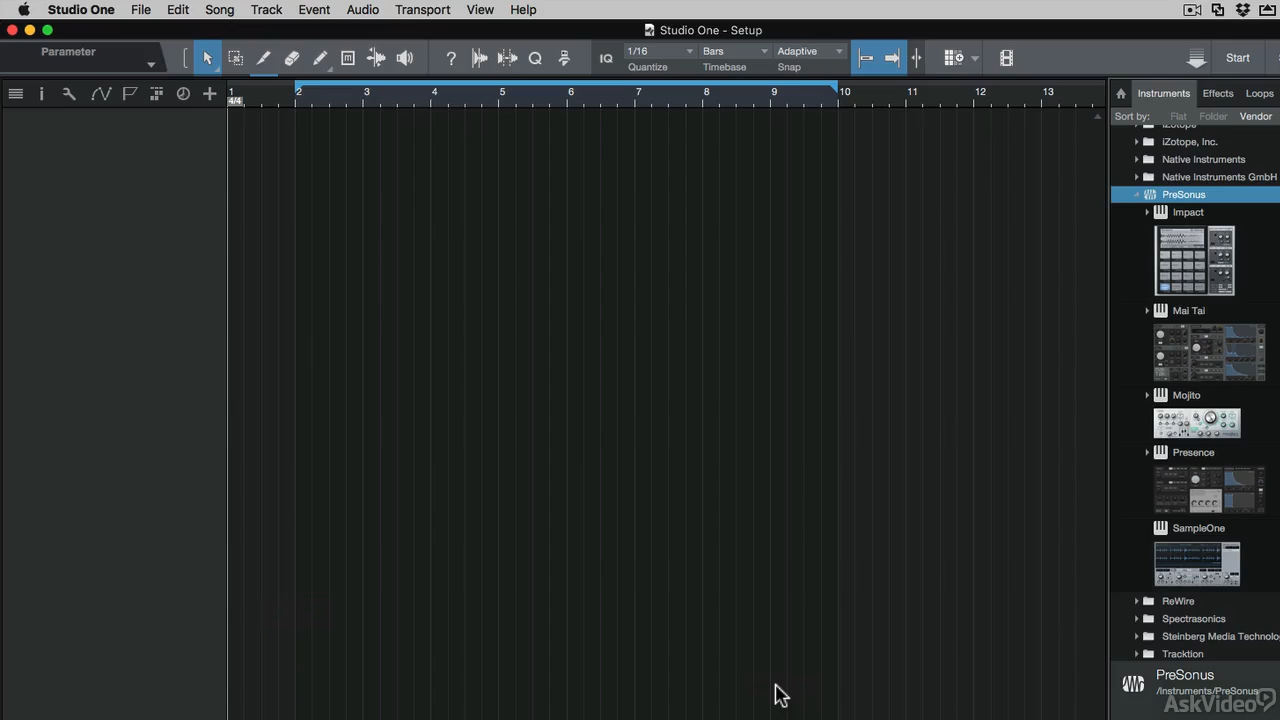 Studio One File Edit Song Track Event Audio Transport View Help
Studio One - Setup
Parameter
? IQ 1/16 Bars Adaptive Start
Quantize Timebase Snap
1 2 3 4 5 6 7 8 9 10 11 12 13
4/4
Instruments Effects Loops
Sort by: Flat Folder Vendor
iZotope
iZotope, Inc.
Native Instruments
Native Instruments GmbH
PreSonus
Impact
Mai Tai
Mojito
Presence
SampleOne
ReWire
Spectrasonics
Steinberg Media Technolo
Tracktion
PreSonus
/Instruments/PreSonus
AskVideo